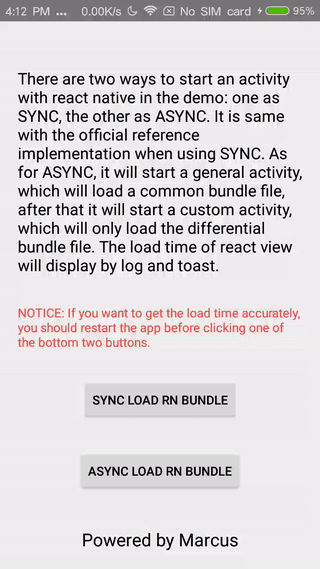 4:12 PM ... 0.00K/s No SIM card 95%
There are two ways to start an activity
with react native in the demo: one as
SYNC, the other as ASYNC. It is same
with the official reference
implementation when using SYNC. As
for ASYNC, it will start a general activity,
which will load a common bundle file,
after that it will start a custom activity,
which will only load the differential
bundle file. The load time of react view
will display by log and toast.
NOTICE: If you want to get the load time accurately,
you should restart the app before clicking one of
the bottom two buttons.
SYNC LOAD RN BUNDLE
ASYNC LOAD RN BUNDLE
Powered by Marcus